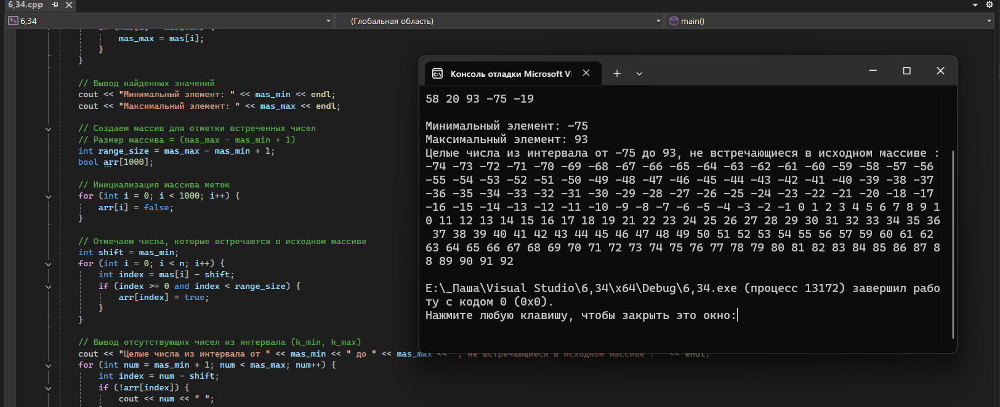 6,34.cpp
6,34
(Глобальная область)
main()
mas_max = mas[i];
}
}
// Вывод найденных значений
cout << "Минимальный элемент: " << mas_min << endl;
cout << "Максимальный элемент: " << mas_max << endl;
// Создаем массив для отметки встреченных чисел
// Размер массива = (mas_max - mas_min + 1)
int range_size = mas_max - mas_min + 1;
bool arr[1000];
// Инициализация массива меток
for (int i = 0; i < 1000; i++) {
arr[i] = false;
}
// Отмечаем числа, которые встречаются в исходном массиве
int shift = mas_min;
for (int i = 0; i < n; i++) {
int index = mas[i] - shift;
if (index >= 0 and index < range_size) {
arr[index] = true;
}
}
// Вывод отсутствующих чисел из интервала (k_min, k_max)
cout << "Целые числа из интервала от " << mas_min << " до " << mas_max << ", не встречающиеся в исходном массиве : " << endl;
for (int num = mas_min + 1; num < mas_max; num++) {
int index = num - shift;
if (!arr[index]) {
cout << num << " ";
Консоль отладки Microsoft Vi
58 20 93 -75 -19
Минимальный элемент: -75
Максимальный элемент: 93
Целые числа из интервала от -75 до 93, не встречающиеся в исходном массиве :
-74 -73 -72 -71 -70 -69 -68 -67 -66 -65 -64 -63 -62 -61 -60 -59 -58 -57 -56
-55 -54 -53 -52 -51 -50 -49 -48 -47 -46 -45 -44 -43 -42 -41 -40 -39 -38 -37
-36 -35 -34 -33 -32 -31 -30 -29 -28 -27 -26 -25 -24 -23 -22 -21 -20 -18 -17
-16 -15 -14 -13 -12 -11 -10 -9 -8 -7 -6 -5 -4 -3 -2 -1 0 1 2 3 4 5 6 7 8 9 1
0 11 12 13 14 15 16 17 18 19 21 22 23 24 25 26 27 28 29 30 31 32 33 34 35 36
37 38 39 40 41 42 43 44 45 46 47 48 49 50 51 52 53 54 55 56 57 59 60 61 62
63 64 65 66 67 68 69 70 71 72 73 74 75 76 77 78 79 80 81 82 83 84 85 86 87 8
8 89 90 91 92
E:\_Паша\Visual Studio\6,34\x64\Debug\6,34.exe (процесс 13172) завершил рабо
ту с кодом 0 (0x0).
Нажмите любую клавишу, чтобы закрыть это окно: